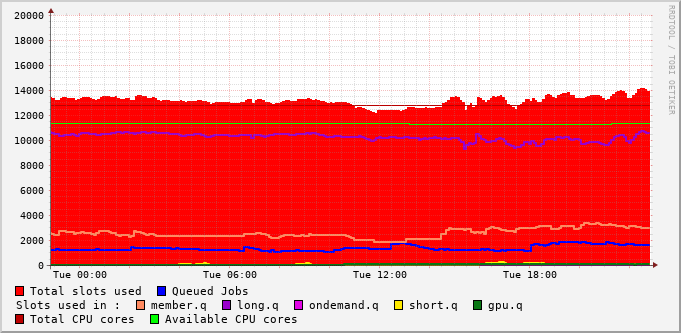 20000
18000
16000
14000
12000
10000
8000
6000
4000
2000
0
Tue 00:00 Tue 06:00 Tue 12:00 Tue 18:00
RRDTOOL / TOBI OETIKER
Total slots used Queued Jobs
Slots used in : member.q long.q ondemand.q short.q gpu.q
Total CPU cores Available CPU cores